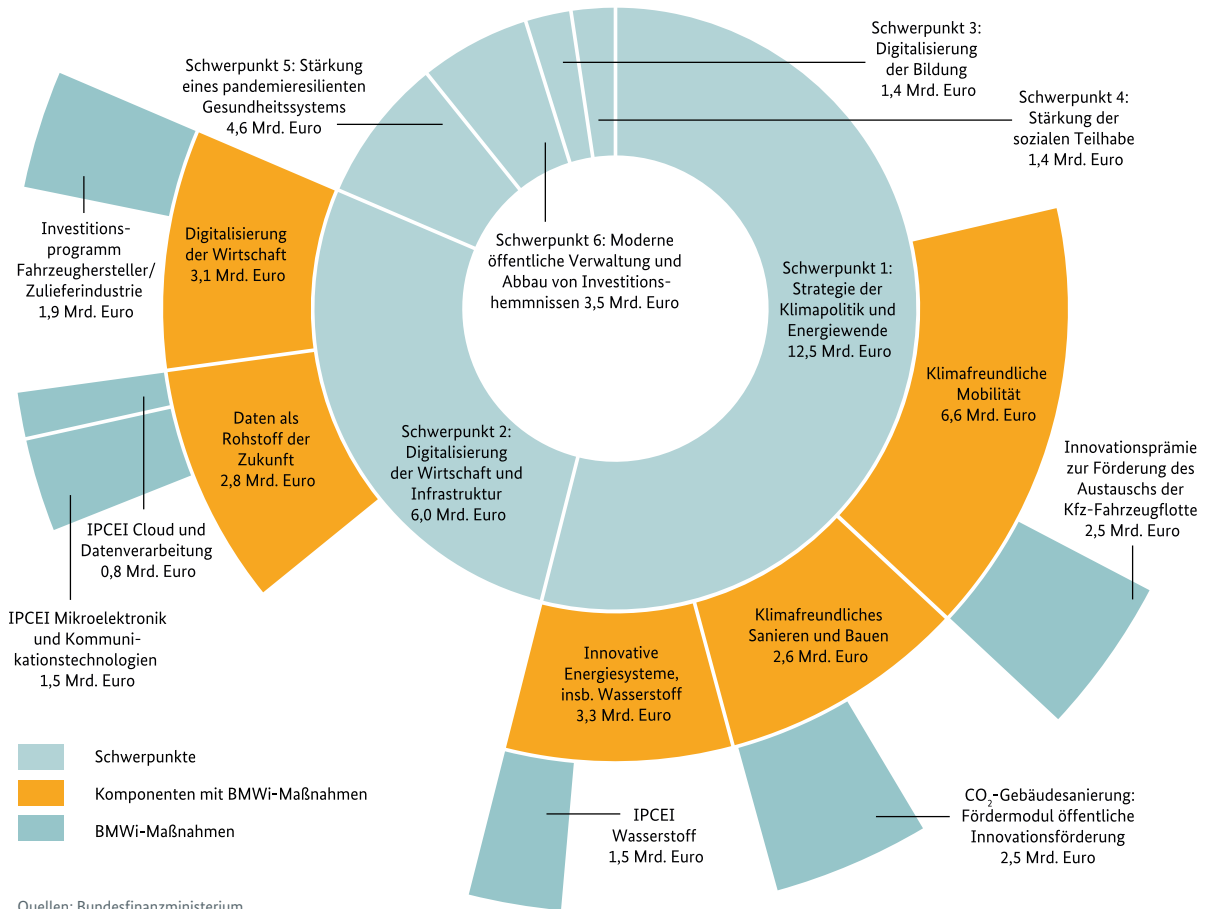 Schwerpunkt 3:
Digitalisierung
der Bildung
1,4 Mrd. Euro
Schwerpunkt 4:
Stärkung der
sozialen Teilhabe
1,4 Mrd. Euro
Schwerpunkt 5: Stärkung
eines pandemieresilienten
Gesundheitssystems
4,6 Mrd. Euro
Schwerpunkt 6: Moderne
öffentliche Verwaltung und
Abbau von Investitions-
hemmnissen 3,5 Mrd. Euro
Schwerpunkt 1:
Strategie der
Klimapolitik und
Energiewende
12,5 Mrd. Euro
Digitalisierung
der Wirtschaft
3,1 Mrd. Euro
Investitions-
programm
Fahrzeughersteller/
Zulieferindustrie
1,9 Mrd. Euro
Klimafreundliche
Mobilität
6,6 Mrd. Euro
Daten als
Rohstoff der
Zukunft
2,8 Mrd. Euro
Schwerpunkt 2:
Digitalisierung
der Wirtschaft und
Infrastruktur
6,0 Mrd. Euro
Innovationsprämie
zur Förderung des
Austauschs der
Kfz-Fahrzeugflotte
2,5 Mrd. Euro
IPCEI Cloud und
Datenverarbeitung
0,8 Mrd. Euro
IPCEI Mikroelektronik
und Kommuni-
kationstechnologien
1,5 Mrd. Euro
Klimafreundliches
Sanieren und Bauen
2,6 Mrd. Euro
Innovative
Energiesysteme,
insb. Wasserstoff
3,3 Mrd. Euro
IPCEI
Wasserstoff
1,5 Mrd. Euro
CO₂-Gebäudesanierung:
Fördermodul öffentliche
Innovationsförderung
2,5 Mrd. Euro
Schwerpunkte
Komponenten mit BMWi-Maßnahmen
BMWi-Maßnahmen
Quellen: Bundesfinanzministerium